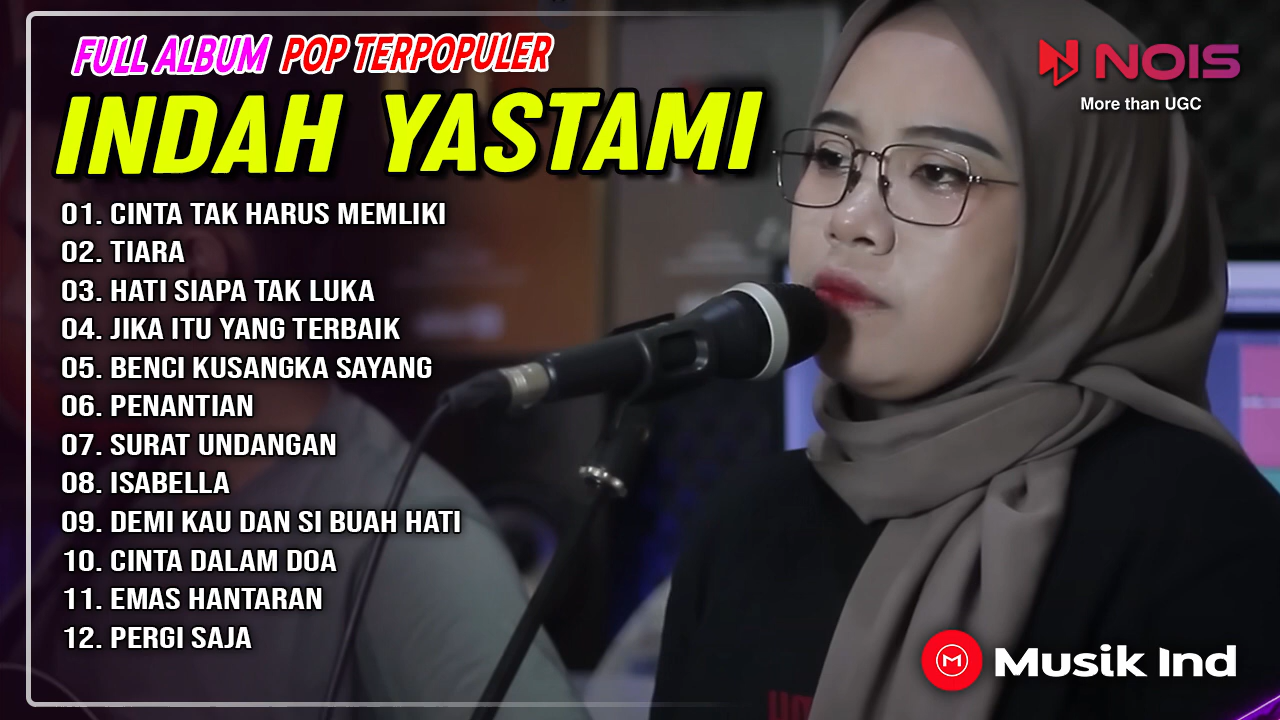 FULL ALBUM POP TERPOPULER
INDAH YASTAMI
01. CINTA TAK HARUS MEMLIKI
02. TIARA
03. HATI SIAPA TAK LUKA
04. JIKA ITU YANG TERBAIK
05. BENCI KUSANGKA SAYANG
06. PENANTIAN
07. SURAT UNDANGAN
08. ISABELLA
09. DEMI KAU DAN SI BUAH HATI
10. CINTA DALAM DOA
11. EMAS HANTARAN
12. PERGI SAJA
NOIS
More than UGC
M Musik Ind